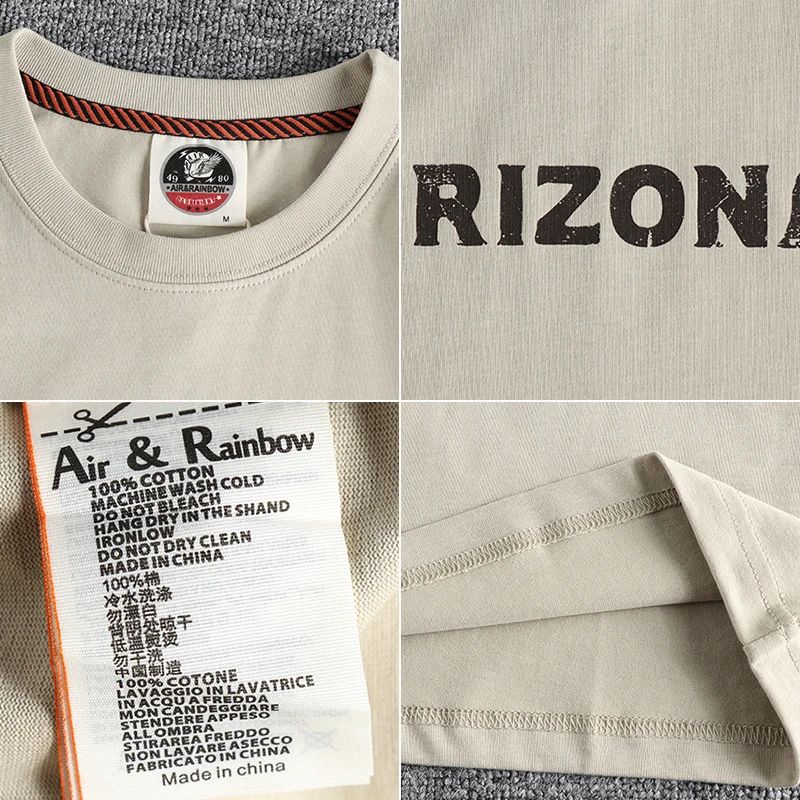 49 80
★AIR&RAINBOW★
M
RIZONA
Air & Rainbow
100% COTTON
MACHINE WASH COLD
DO NOT BLEACH
HANG DRY IN THE SHAND
IRONLOW
DO NOT DRY CLEAN
MADE IN CHINA
100%棉
冷水洗涤
勿漂白
背阴处晾干
低温熨烫
勿干洗
中国制造
100% COTONE
LAVAGGIO IN LAVATRICE
IN ACQUA FREDDA
MON CANDEGGIARE
STENDERE APPESO
ALL OMBRA
STIRAREA FREDDO
NON LAVARE ASECCO
FABRICATO IN CHINA
Made in china